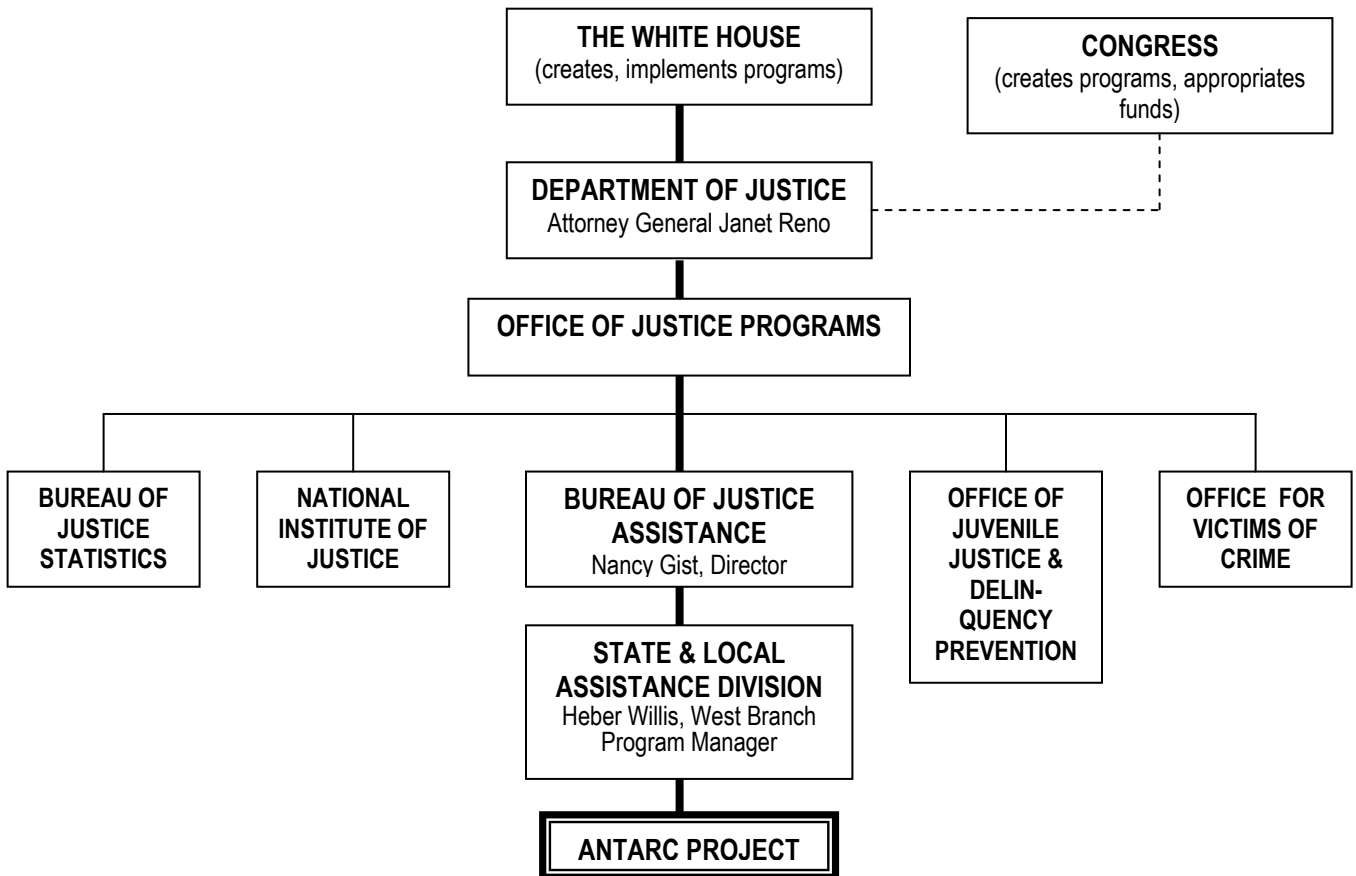 THE WHITE HOUSE
(creates, implements programs)
CONGRESS
(creates programs, appropriates
funds)
DEPARTMENT OF JUSTICE
Attorney General Janet Reno
OFFICE OF JUSTICE PROGRAMS
BUREAU OF
JUSTICE
STATISTICS
NATIONAL
INSTITUTE OF
JUSTICE
BUREAU OF JUSTICE
ASSISTANCE
Nancy Gist, Director
OFFICE OF
JUVENILE
JUSTICE &
DELIN-
QUENCY
PREVENTION
OFFICE FOR
VICTIMS OF
CRIME
STATE & LOCAL
ASSISTANCE DIVISION
Heber Willis, West Branch
Program Manager
ANTARC PROJECT